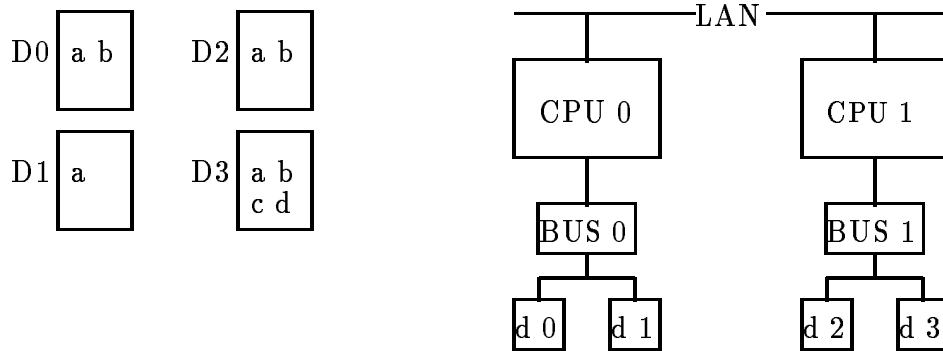 D0 a b
D2 a b
D1 a
D3 a b
c d
LAN
CPU 0
CPU 1
BUS 0
BUS 1
d 0
d 1
d 2
d 3